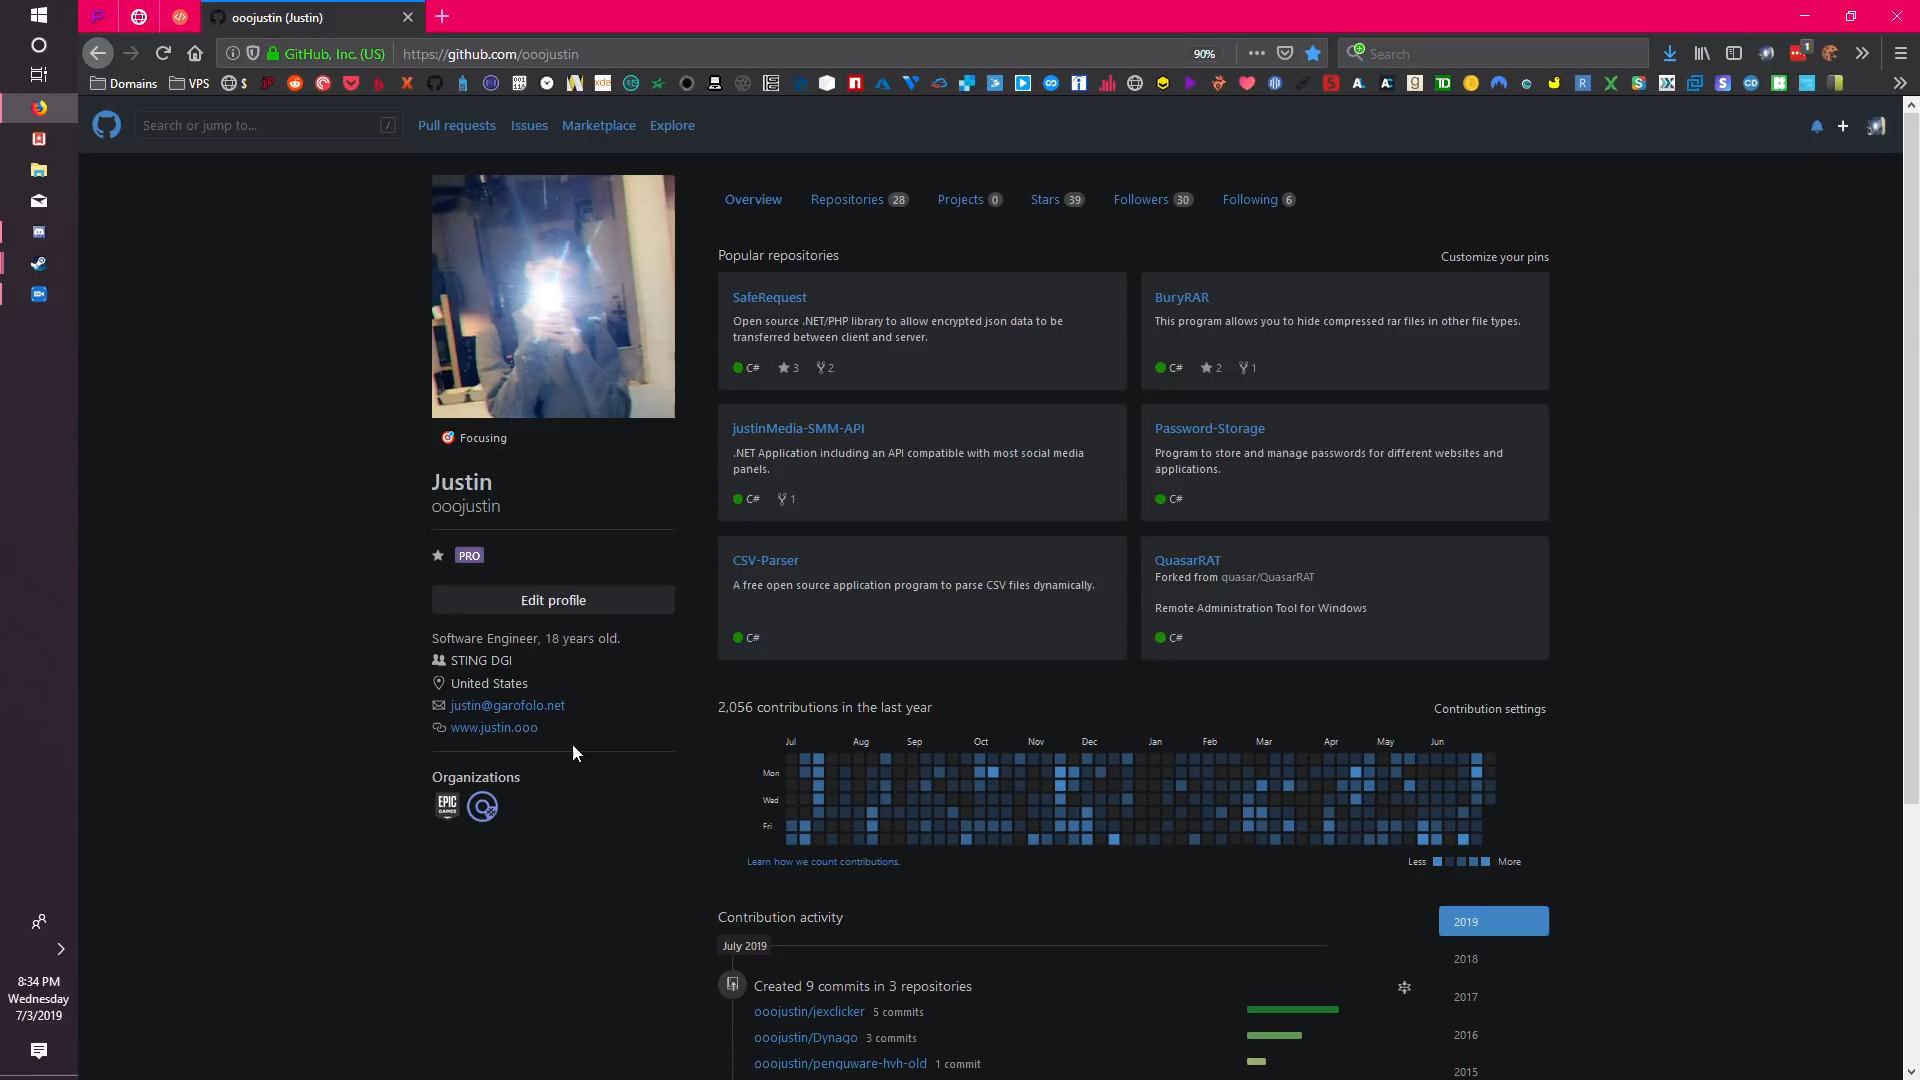 ooojustin (Justin)
GitHub, Inc. (US)
https://github.com/ooojustin
90%
Search
1
Domains
VPS
$
Search or jump to...
/
Pull requests
Issues
Marketplace
Explore
Overview
Repositories 28
Projects 0
Stars 39
Followers 30
Following 6
Popular repositories
Customize your pins
SafeRequest
Open source .NET/PHP library to allow encrypted json data to be
transferred between client and server.
C# 3 2
BuryRAR
This program allows you to hide compressed rar files in other file types.
C# 2 1
justinMedia-SMM-API
.NET Application including an API compatible with most social media
panels.
C# 1
Password-Storage
Program to store and manage passwords for different websites and
applications.
C#
CSV-Parser
A free open source application program to parse CSV files dynamically.
C#
QuasarRAT
Forked from quasar/QuasarRAT
Remote Administration Tool for Windows
C#
Focusing
Justin
ooojustin
PRO
Edit profile
Software Engineer, 18 years old.
STING DGI
United States
justin@garofolo.net
www.justin.ooo
Organizations
EPIC
GAMES
2,056 contributions in the last year
Contribution settings
Jul Aug Sep Oct Nov Dec Jan Feb Mar Apr May Jun
Mon
Wed
Fri
Learn how we count contributions.
Less
More
Contribution activity
July 2019
Created 9 commits in 3 repositories
ooojustin/jexclicker 5 commits
ooojustin/Dynago 3 commits
ooojustin/penguware-hvh-old 1 commit
2019
2018
2017
2016
2015
8:34 PM
Wednesday
7/3/2019